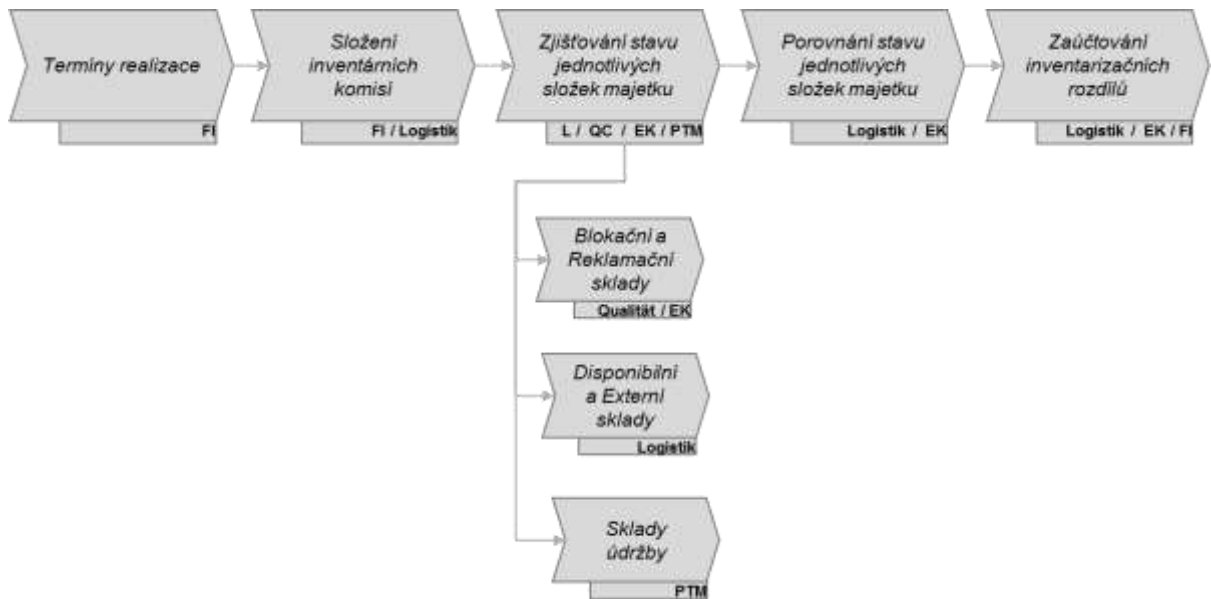 Termíny realizace
FI
Složení
inventárních
komisí
FI / Logistik
Zjišťování stavu
jednotlivých
složek majetku
L / QC / EK / PTM
Porovnání stavu
jednotlivých
složek majetku
Logistik / EK
Zaúčtování
inventarizačních
rozdílů
Logistik / EK / FI
Blokační a
Reklamační
sklady
Qualität / EK
Disponibilní
a Externí
sklady
Logistik
Sklady
údržby
PTM